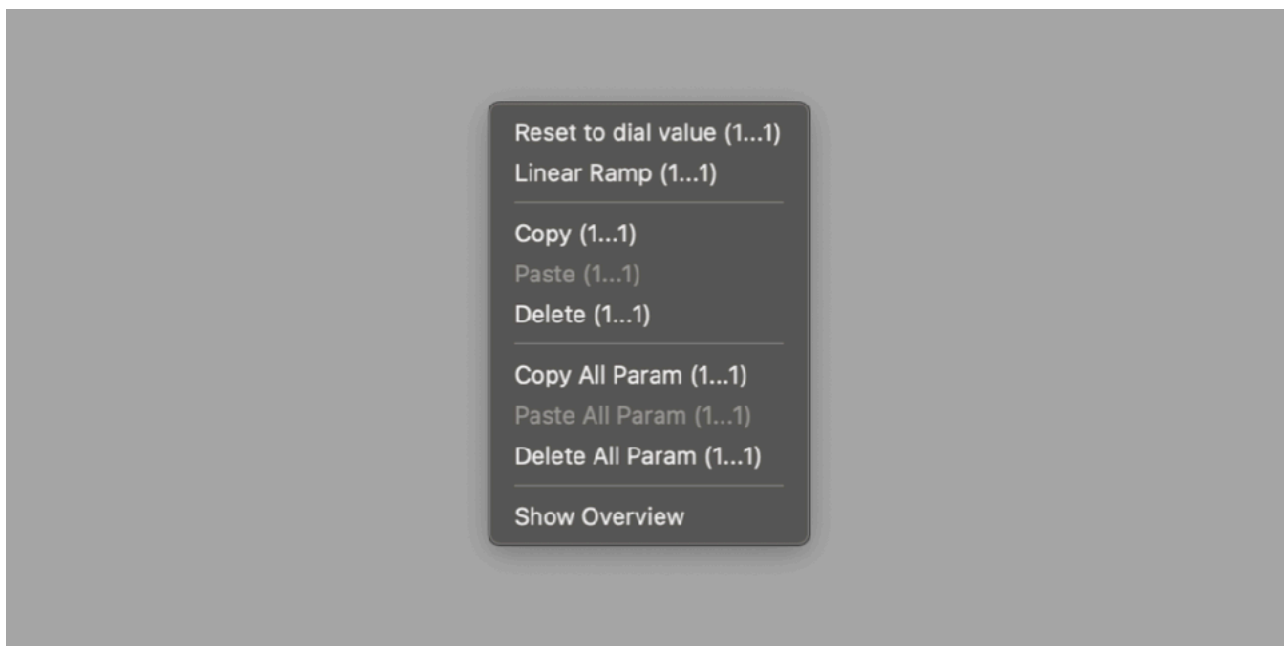 Reset to dial value (1...1)
Linear Ramp (1...1)
Copy (1...1)
Paste (1...1)
Delete (1...1)
Copy All Param (1...1)
Paste All Param (1...1)
Delete All Param (1...1)
Show Overview